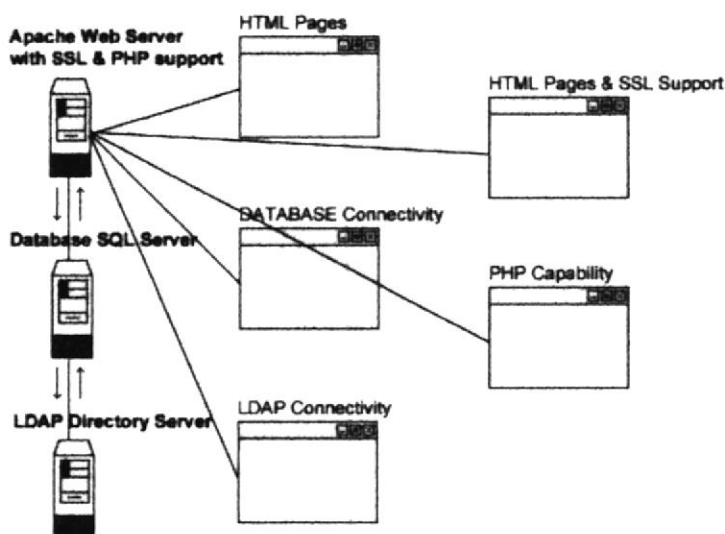 Apache Web Server
with SSL & PHP support
HTML Pages
HTML Pages & SSL Support
DATABASE Connectivity
Database SQL Server
PHP Capability
LDAP Connectivity
LDAP Directory Server